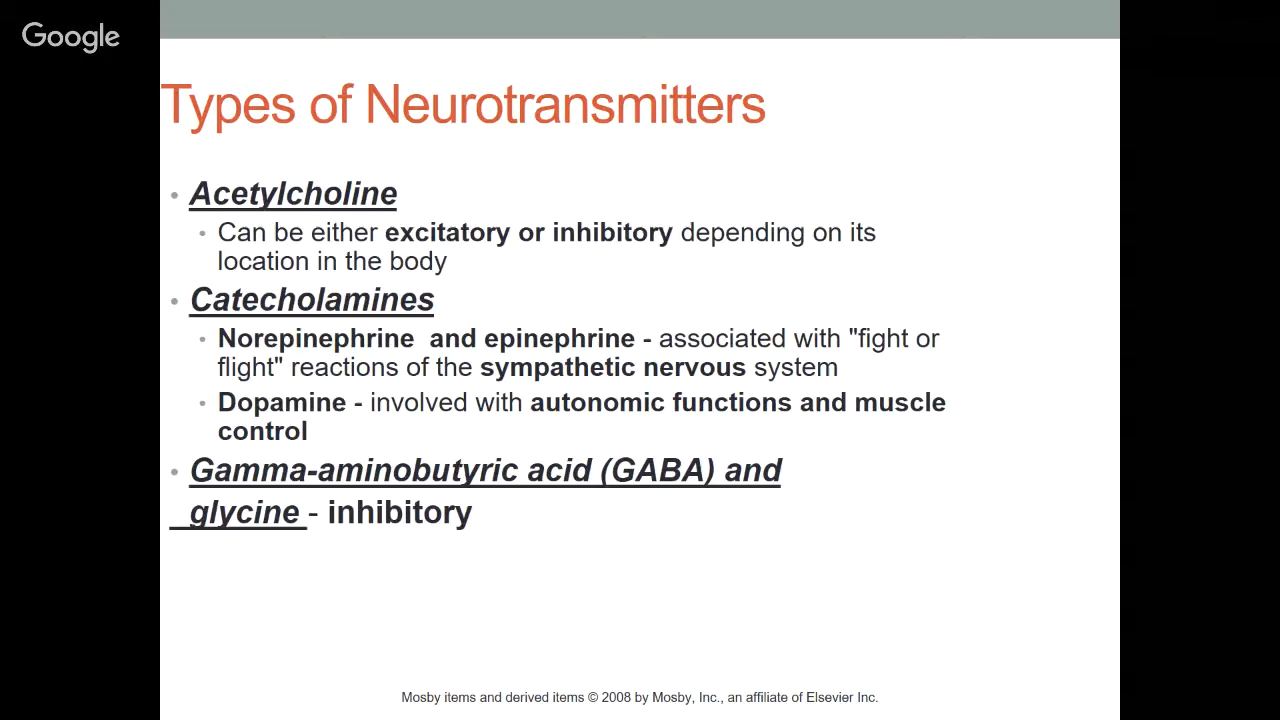 Google
Types of Neurotransmitters
• Acetylcholine
• Can be either excitatory or inhibitory depending on its
location in the body
• Catecholamines
• Norepinephrine  and epinephrine - associated with "fight or
flight" reactions of the sympathetic nervous system
• Dopamine - involved with autonomic functions and muscle
control
• Gamma-aminobutyric acid (GABA) and
glycine - inhibitory
Mosby items and derived items © 2008 by Mosby, Inc., an affiliate of Elsevier Inc.